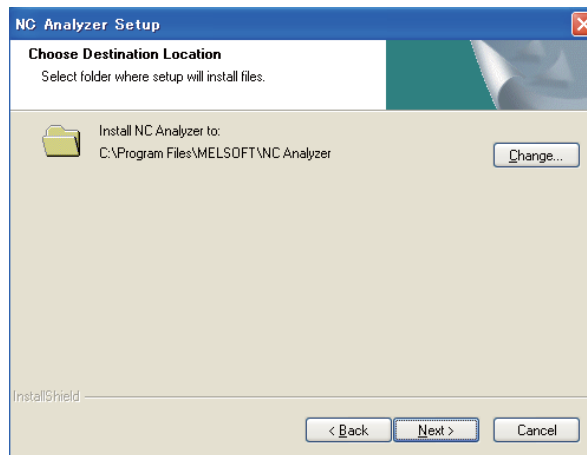 NC Analyzer Setup
Choose Destination Location
Select folder where setup will install files.
Install NC Analyzer to:
C:\Program Files\MELSOFT\NC Analyzer
Change...
InstallShield
< Back
Next >
Cancel